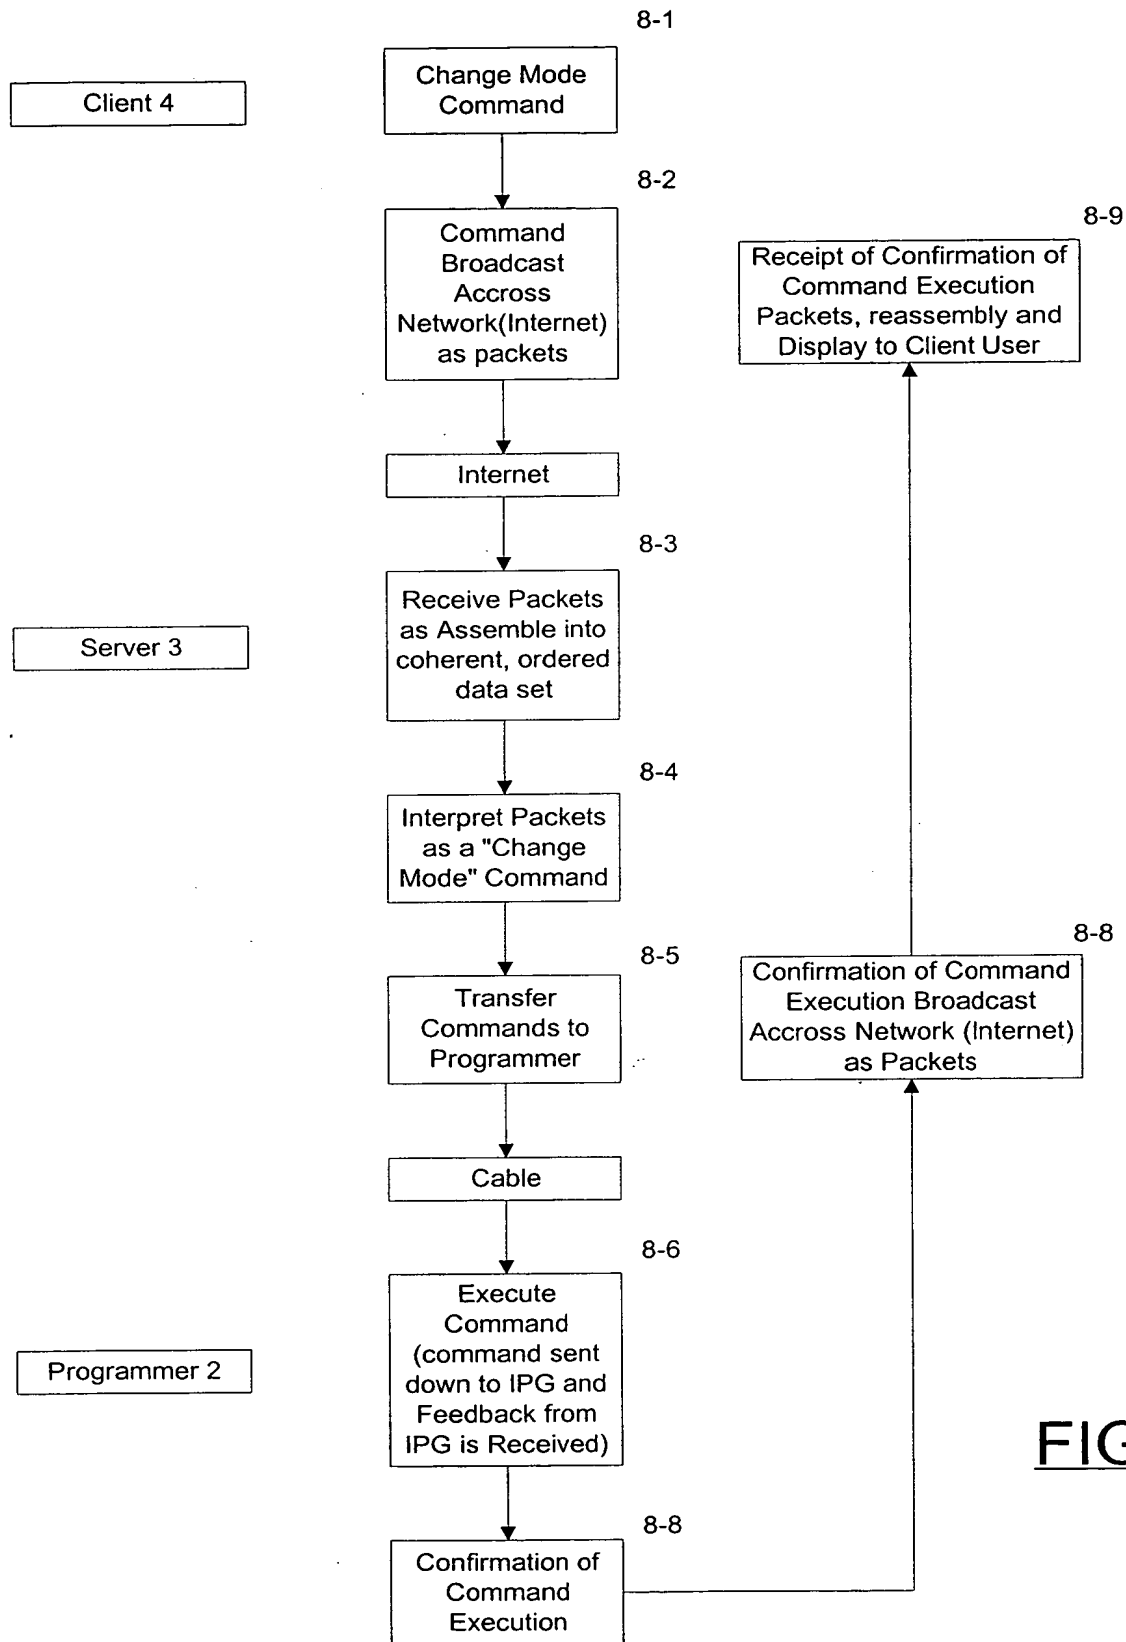 8-1
Change Mode
Command
Client 4
8-2
Command
Broadcast
Accross
Network(Internet)
as packets
8-9
Receipt of Confirmation of
Command Execution
Packets, reassembly and
Display to Client User
Internet
8-3
Receive Packets
as Assemble into
coherent, ordered
data set
Server 3
8-4
Interpret Packets
as a "Change
Mode" Command
8-5
Transfer
Commands to
Programmer
8-8
Confirmation of Command
Execution Broadcast
Accross Network (Internet)
as Packets
Cable
8-6
Execute
Command
(command sent
down to IPG and
Feedback from
IPG is Received)
Programmer 2
FIG
8-8
Confirmation of
Command
Execution